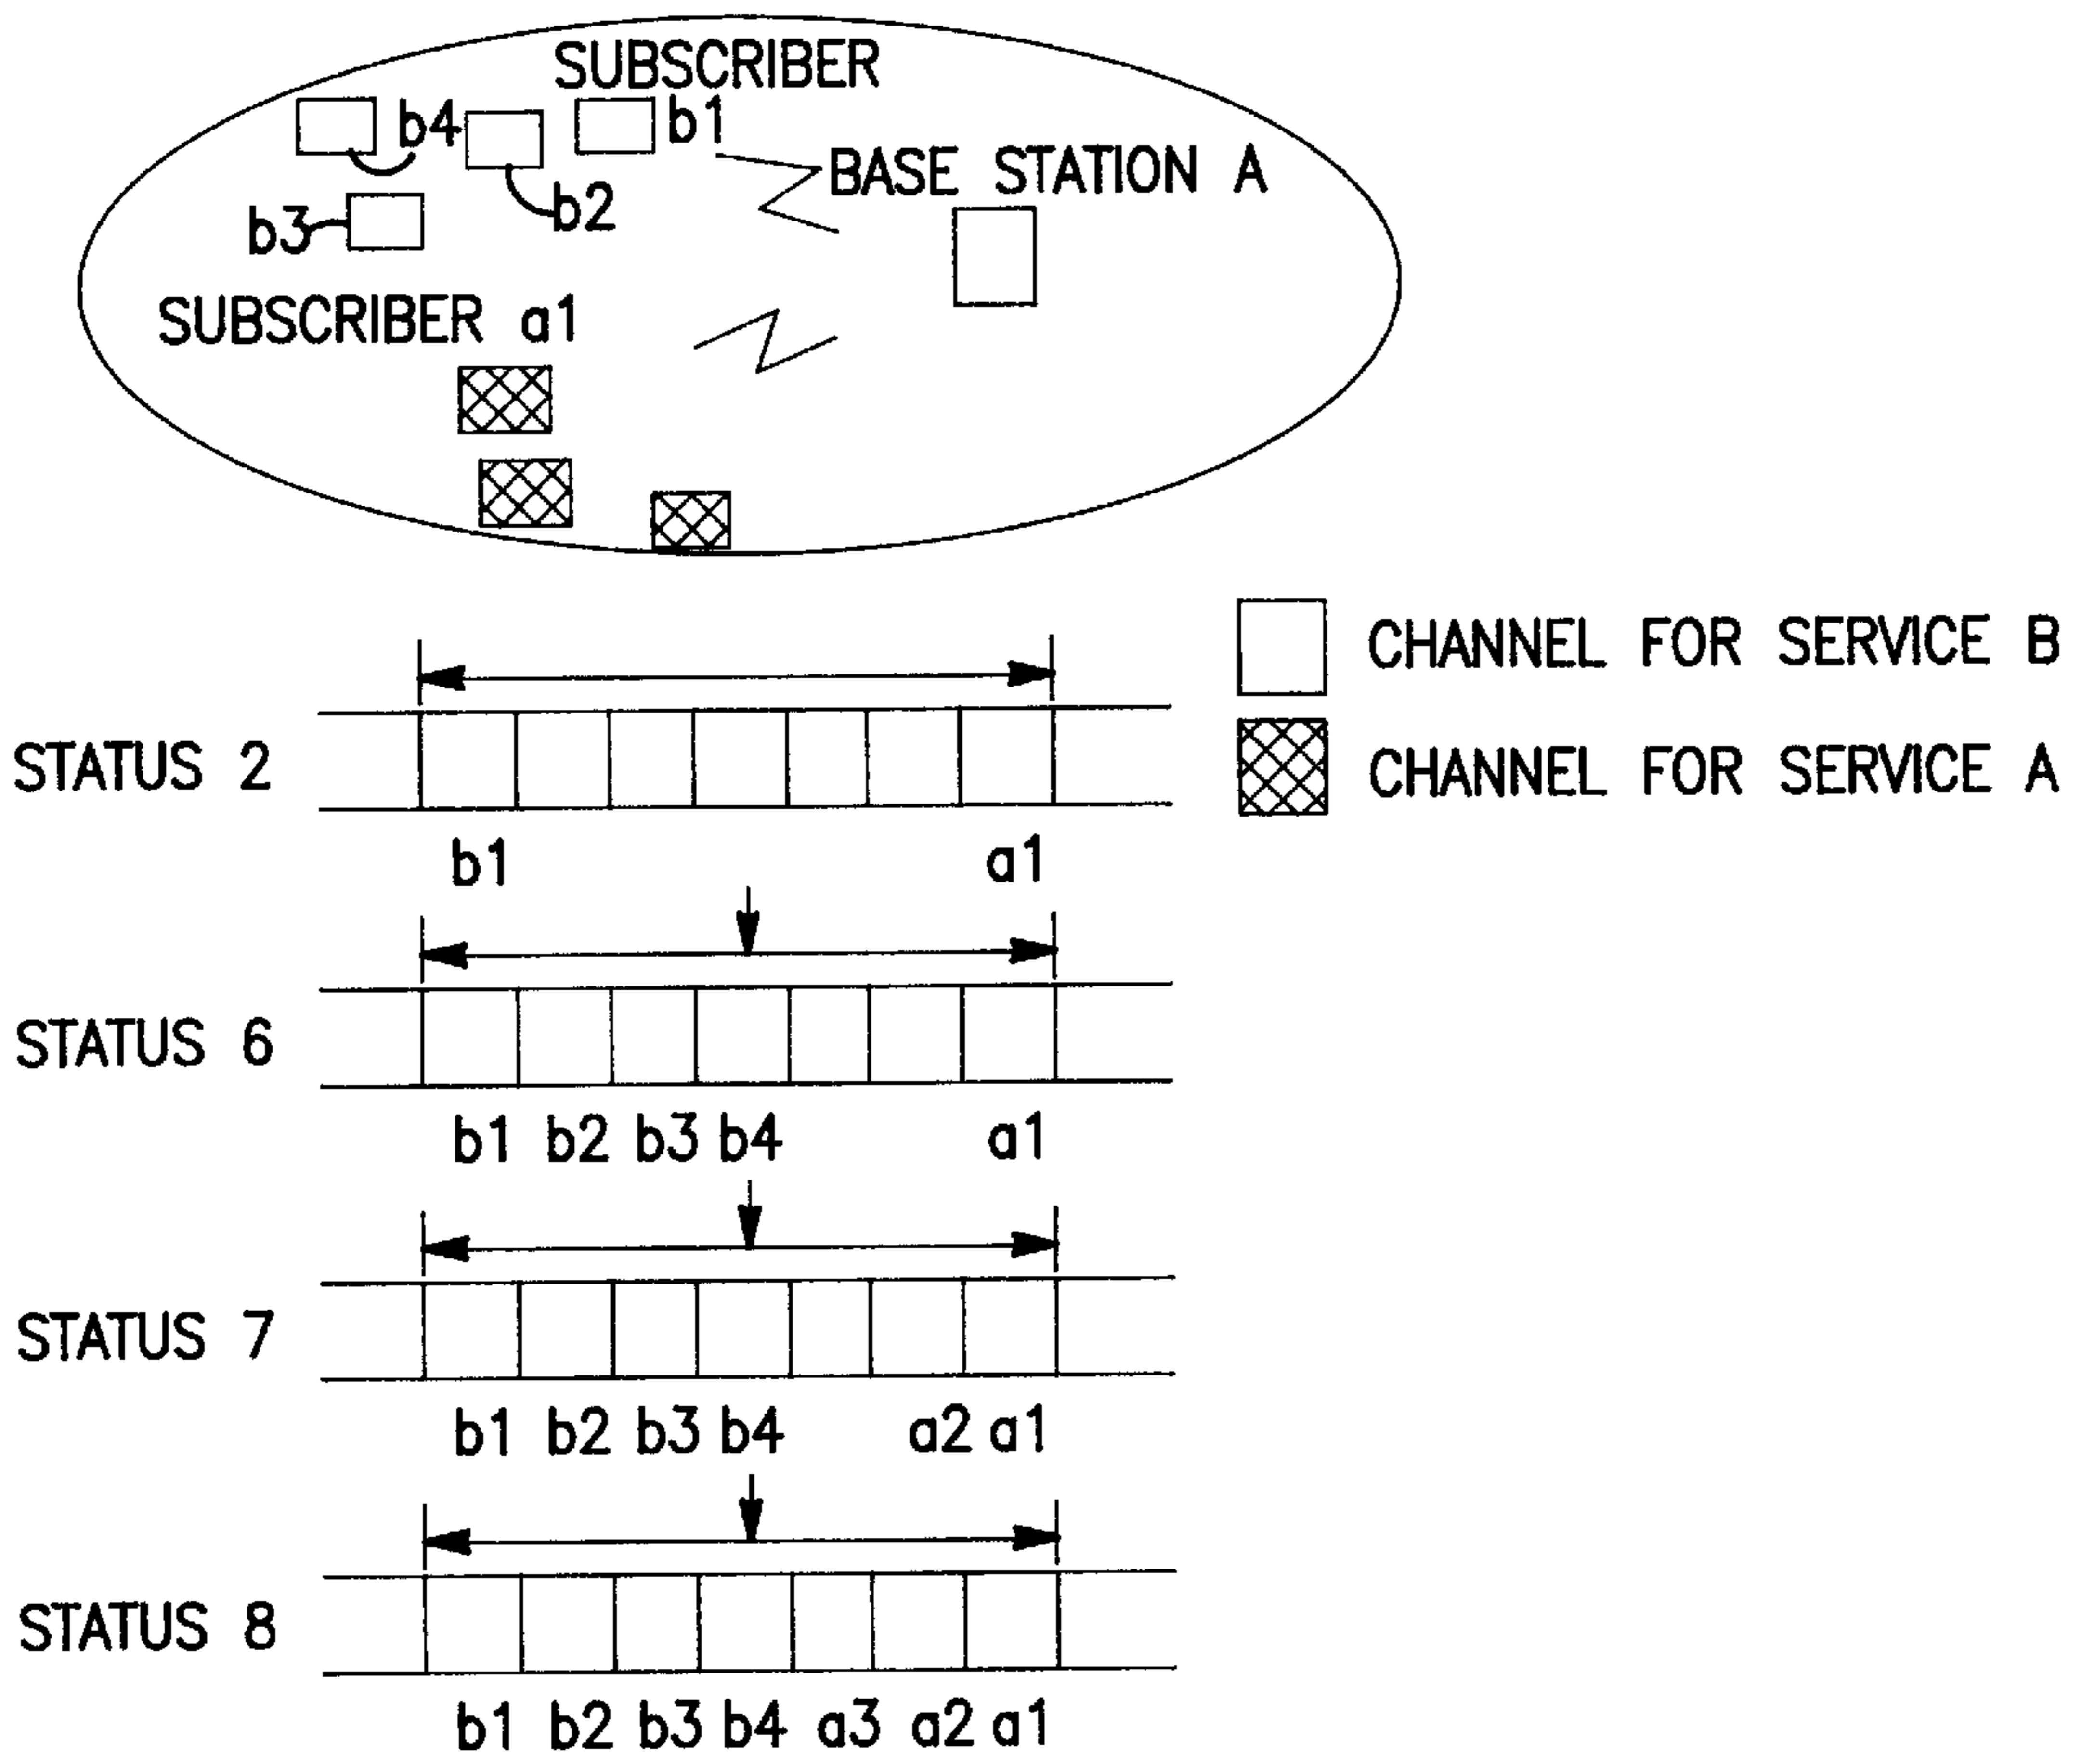 SUBSCRIBER
b4
b1
BASE STATION A
b3
b2
SUBSCRIBER a1
CHANNEL FOR SERVICE B
STATUS 2
CHANNEL FOR SERVICE A
b1 a1
STATUS 6
b1 b2 b3 b4 a1
STATUS 7
b1 b2 b3 b4 a2 a1
STATUS 8
b1 b2 b3 b4 a3 a2 a1